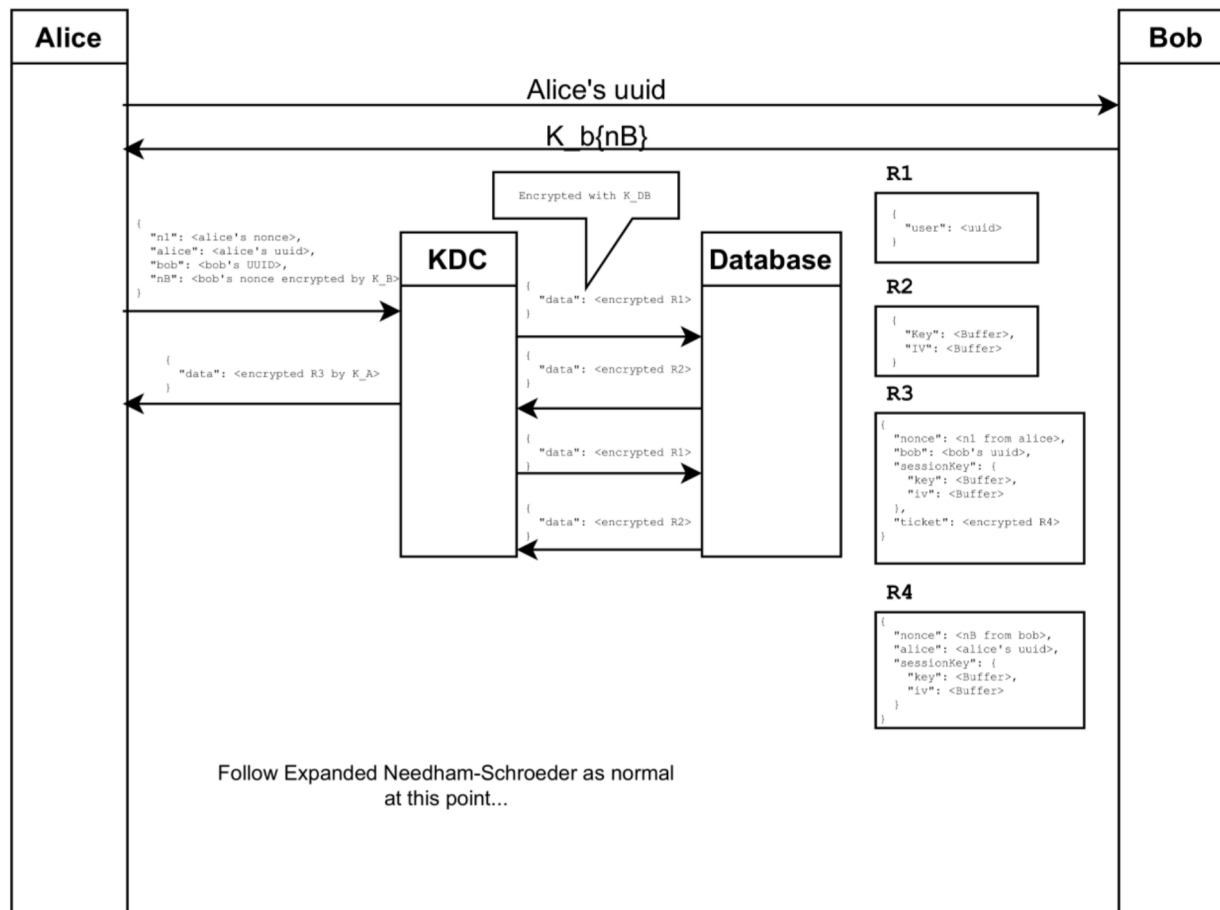 Alice
Bob
Alice's uuid
K_b{nB}
{
"n1": <alice's nonce>,
"alice": <alice's uuid>,
"bob": <bob's UUID>,
"nB": <bob's nonce encrypted by K_B>
}
{
"data": <encrypted R3 by K_A>
}
Encrypted with K_DB
KDC
Database
{
"data": <encrypted R1>
}
{
"data": <encrypted R2>
}
{
"data": <encrypted R1>
}
{
"data": <encrypted R2>
}
R1
{
"user": <uuid>
}
R2
{
"Key": <Buffer>,
"IV": <Buffer>
}
R3
{
"nonce": <n1 from alice>,
"bob": <bob's uuid>,
"sessionKey": {
"key": <Buffer>,
"iv": <Buffer>
},
"ticket": <encrypted R4>
}
R4
{
"nonce": <nB from bob>,
"alice": <alice's uuid>,
"sessionKey": {
"key": <Buffer>,
"iv": <Buffer>
}
}
Follow Expanded Needham-Schroeder as normal
at this point...